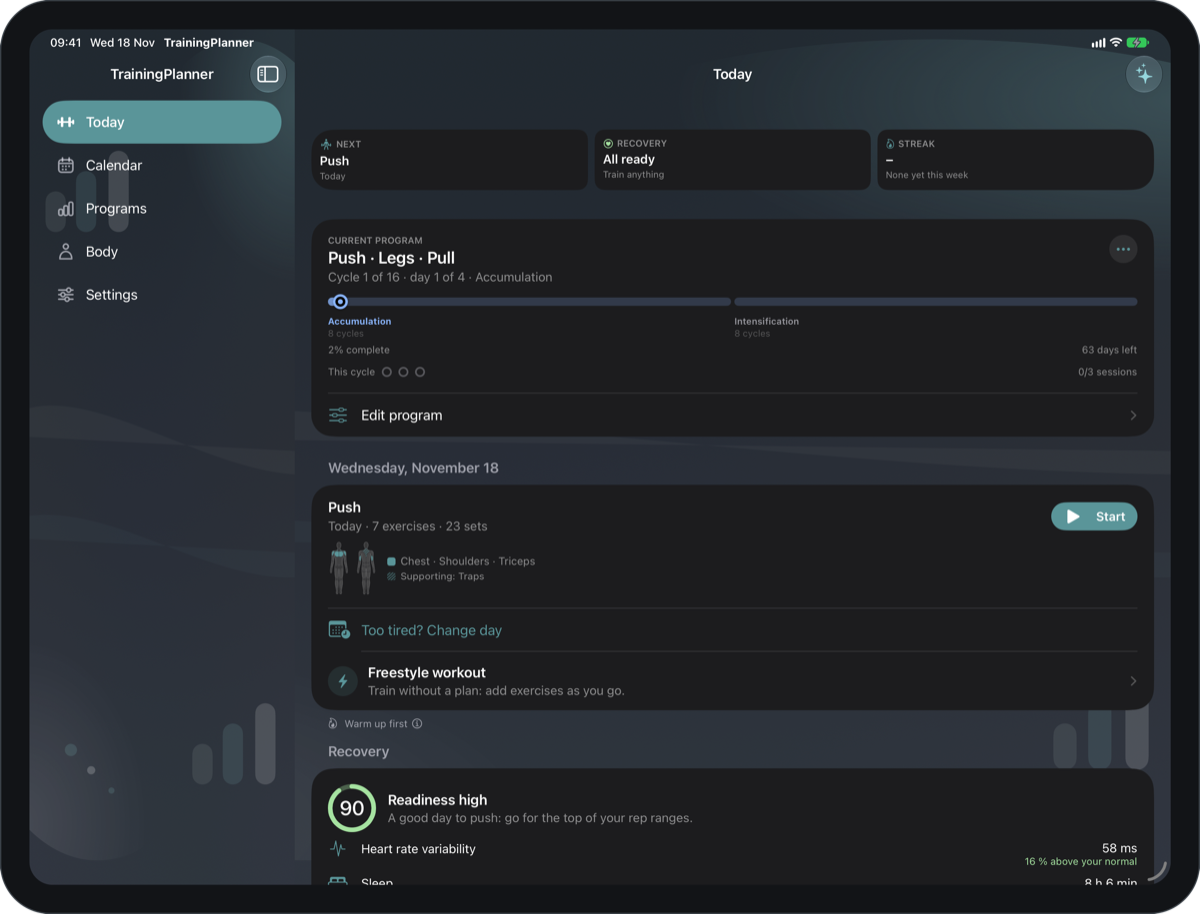 09:41 Wed 18 Nov TrainingPlanner
TrainingPlanner
Today
Calendar
Programs
Body
Settings
Today
NEXT
Push
Today
RECOVERY
All ready
Train anything
STREAK
–
None yet this week
CURRENT PROGRAM
Push · Legs · Pull
Cycle 1 of 16 · day 1 of 4 · Accumulation
Accumulation
8 cycles
Intensification
8 cycles
2% complete
63 days left
This cycle
0/3 sessions
Edit program
Wednesday, November 18
Push
Today · 7 exercises · 23 sets
Start
Chest · Shoulders · Triceps
Supporting: Traps
Too tired? Change day
Freestyle workout
Train without a plan: add exercises as you go.
Warm up first
Recovery
90
Readiness high
A good day to push: go for the top of your rep ranges.
Heart rate variability
58 ms
16 % above your normal
Sleep
8 h 6 min